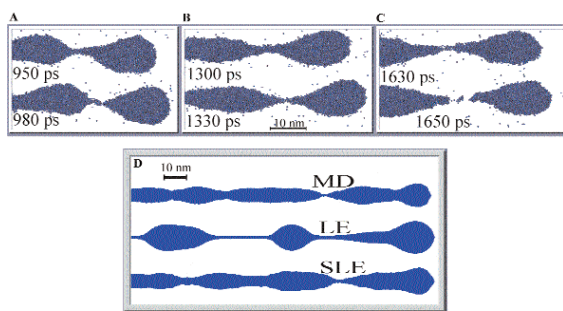 A
950 ps
980 ps
B
1300 ps
1330 ps
10 nm
C
1630 ps
1650 ps
D
10 nm
MD
LE
SLE